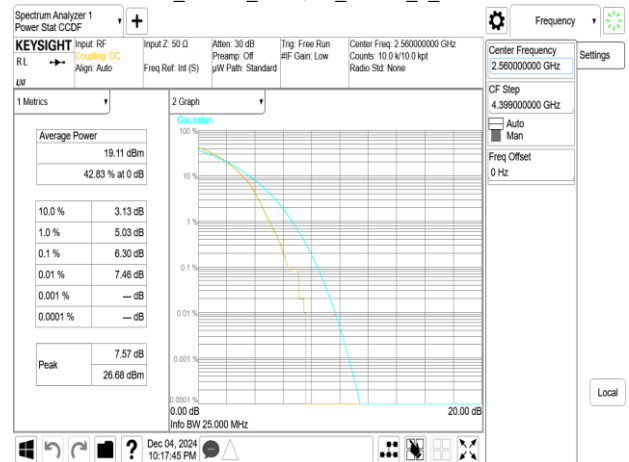 Spectrum Analyzer 1
Power Stat CCDF
Frequency
KEYSIGHT
RL
LXI
Input: RF
Coupling: DC
Align: Auto
Input Z: 50 Ω
Freq Ref: Int (S)
Atten: 30 dB
Preamp: Off
µW Path: Standard
Trig: Free Run
#IF Gain: Low
Center Freq: 2.560000000 GHz
Counts: 10.0 k/10.0 kpt
Radio Std: None
Center Frequency
2.560000000 GHz
Settings
CF Step
4.399000000 GHz
Auto
Man
Freq Offset
0 Hz
1 Metrics
Average Power
19.11 dBm
42.83 % at 0 dB
10.0 % 3.13 dB
1.0 % 5.03 dB
0.1 % 6.30 dB
0.01 % 7.46 dB
0.001 % --- dB
0.0001 % --- dB
Peak
7.57 dB
26.68 dBm
2 Graph
Gaussian
100 %
10 %
1 %
0.1 %
0.01 %
0.001 %
0.0001 %
0.00 dB
20.00 dB
Info BW 25.000 MHz
Local
Dec 04, 2024
10:17:45 PM